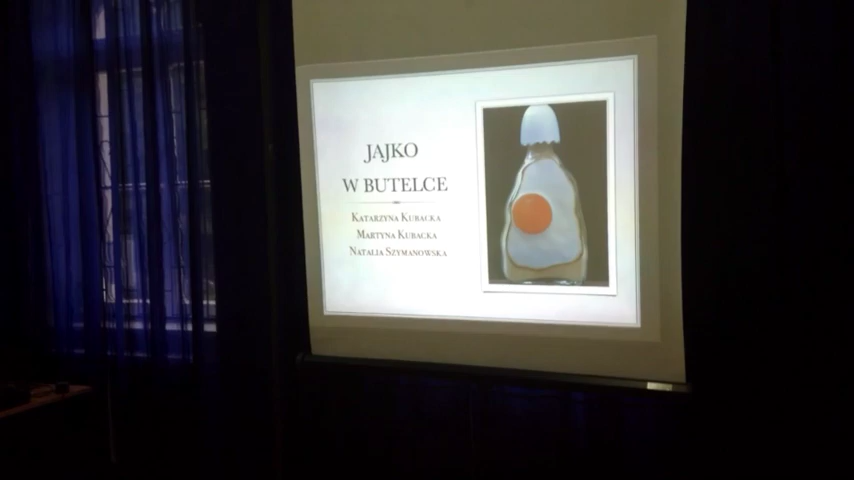 JAJKO
W BUTELCE
KATARZYNA KUBACKA
MARTYNA KUBACKA
NATALIA SZYMANOWSKA